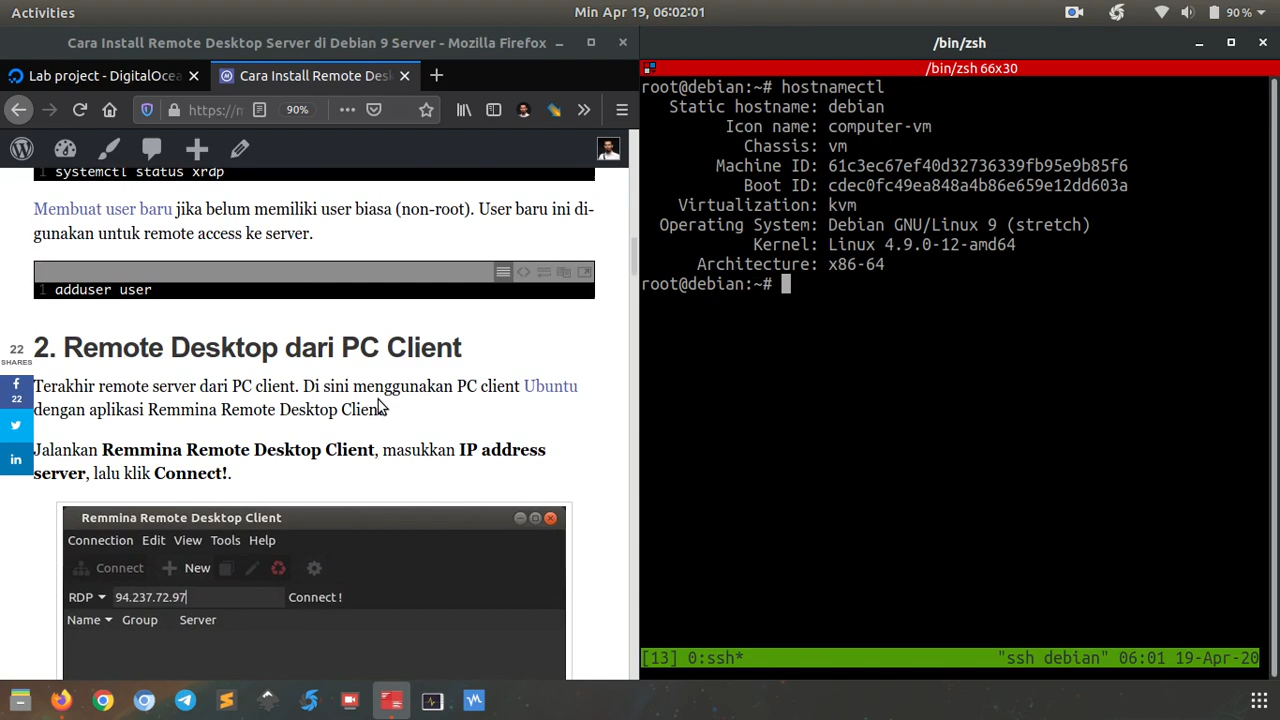 Activities
Min Apr 19, 06:02:01
90 %
Cara Install Remote Desktop Server di Debian 9 Server - Mozilla Firefox
Lab project - DigitalOcea
Cara Install Remote Des
https://n
90%
systemctl status xrdp
Membuat user baru jika belum memiliki user biasa (non-root). User baru ini di-
gunakan untuk remote access ke server.
1 adduser user
2. Remote Desktop dari PC Client
22
SHARES
22
Terakhir remote server dari PC client. Di sini menggunakan PC client Ubuntu
dengan aplikasi Remmina Remote Desktop Client.
Jalankan Remmina Remote Desktop Client, masukkan IP address
server, lalu klik Connect!.
Remmina Remote Desktop Client
Connection Edit View Tools Help
Connect New
RDP 94.237.72.97 Connect !
Name Group Server
/bin/zsh
/bin/zsh 66x30
root@debian:~# hostnamectl
Static hostname: debian
Icon name: computer-vm
Chassis: vm
Machine ID: 61c3ec67ef40d32736339fb95e9b85f6
Boot ID: cdec0fc49ea848a4b86e659e12dd603a
Virtualization: kvm
Operating System: Debian GNU/Linux 9 (stretch)
Kernel: Linux 4.9.0-12-amd64
Architecture: x86-64
root@debian:~#
[13] 0:ssh* "ssh debian" 06:01 19-Apr-20